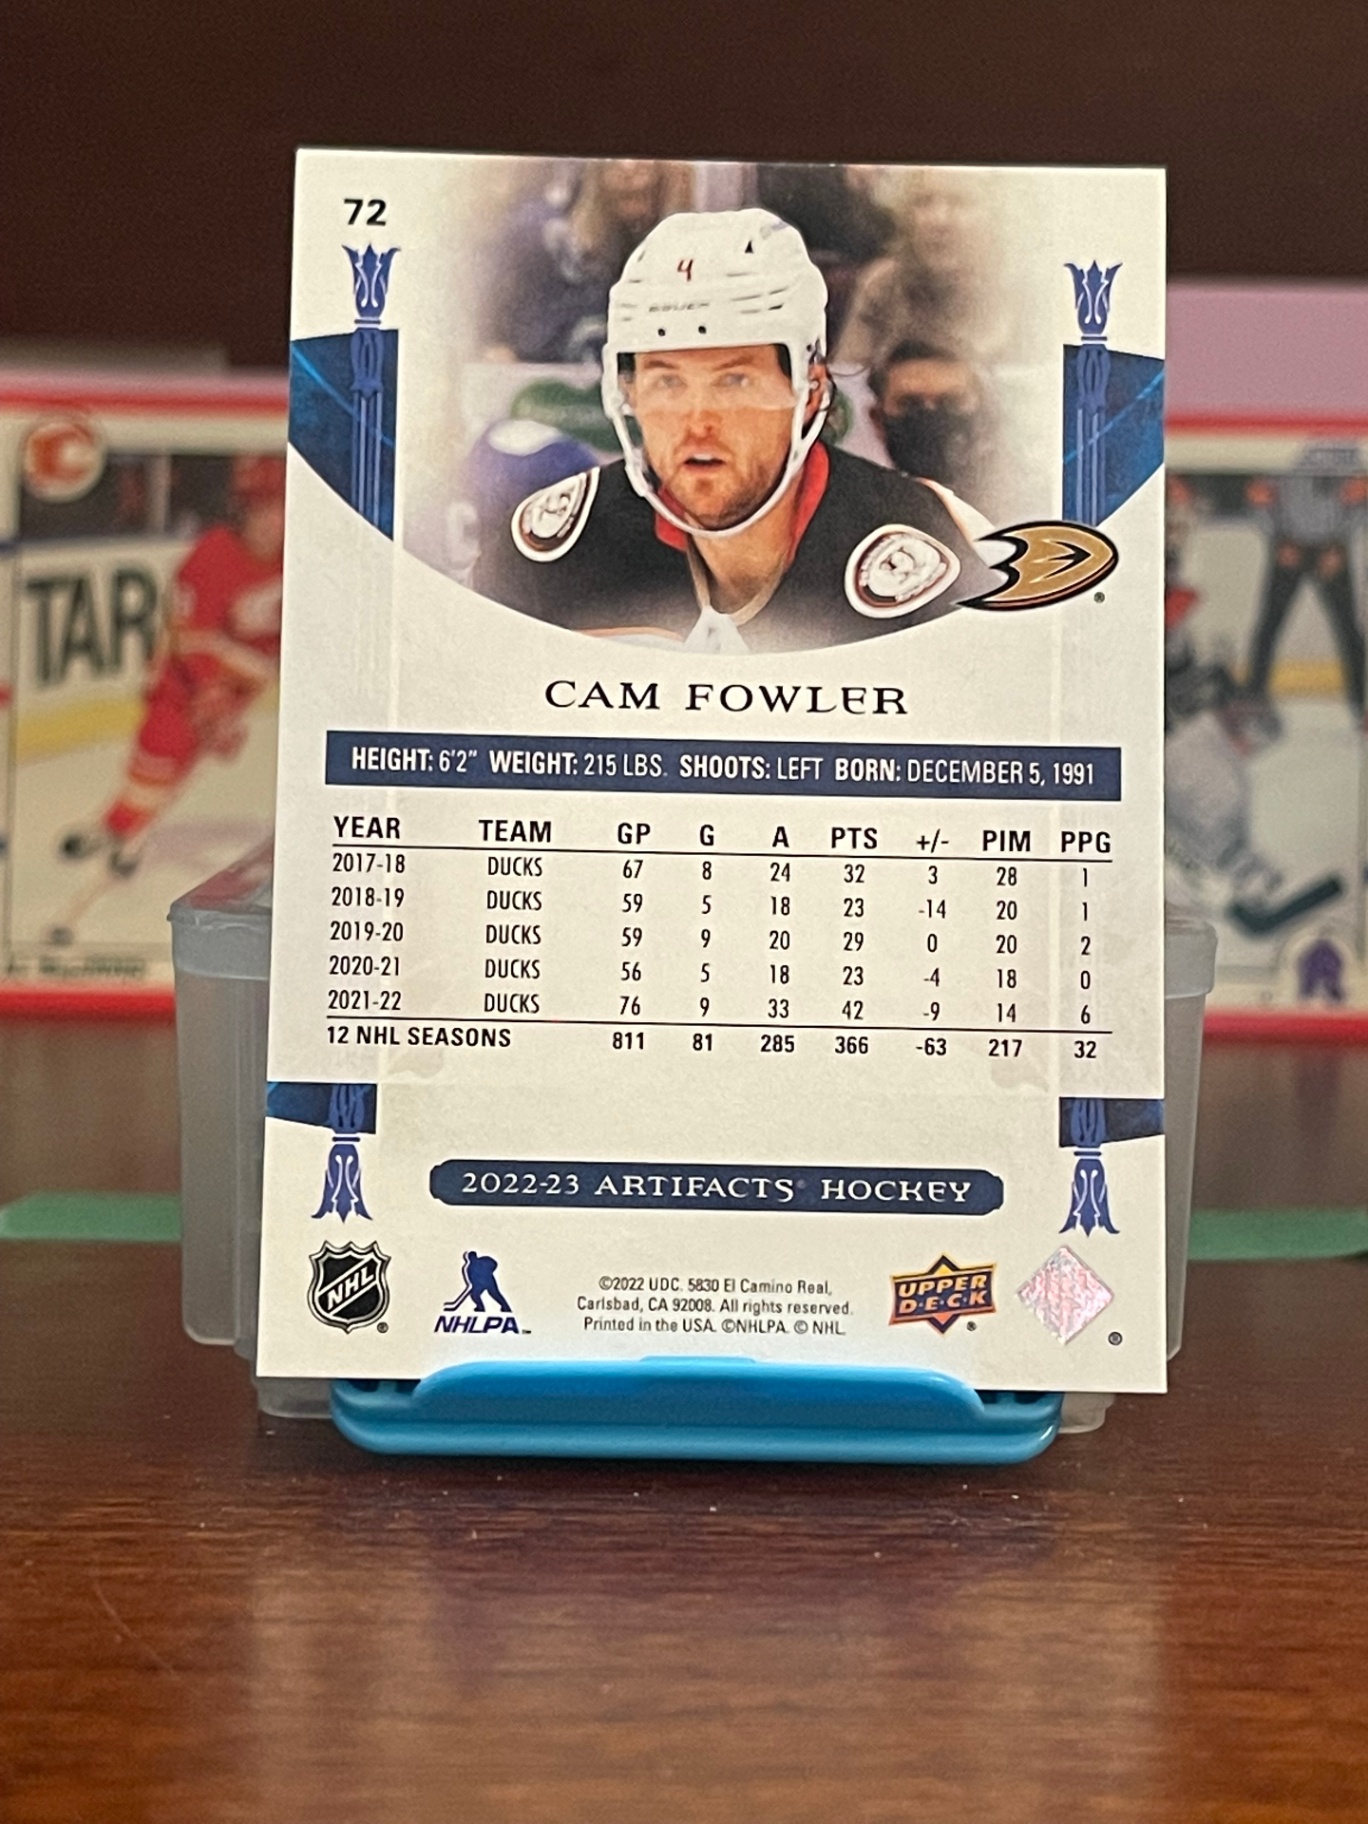 72
4
BAUER
CAM FOWLER
HEIGHT: 6'2" WEIGHT: 215 LBS. SHOOTS: LEFT BORN: DECEMBER 5, 1991
YEAR TEAM GP G A PTS +/- PIM PPG
2017-18 DUCKS 67 8 24 32 3 28 1
2018-19 DUCKS 59 5 18 23 -14 20 1
2019-20 DUCKS 59 9 20 29 0 20 2
2020-21 DUCKS 56 5 18 23 -4 18 0
2021-22 DUCKS 76 9 33 42 -9 14 6
12 NHL SEASONS 811 81 285 366 -63 217 32
2022-23 ARTIFACTS® HOCKEY
NHL ®
NHLPA™
©2022 UDC. 5830 El Camino Real,
Carlsbad, CA 92008. All rights reserved.
Printed in the USA. ©NHLPA. © NHL.
UPPER
D·E·C·K ®
®
TAR